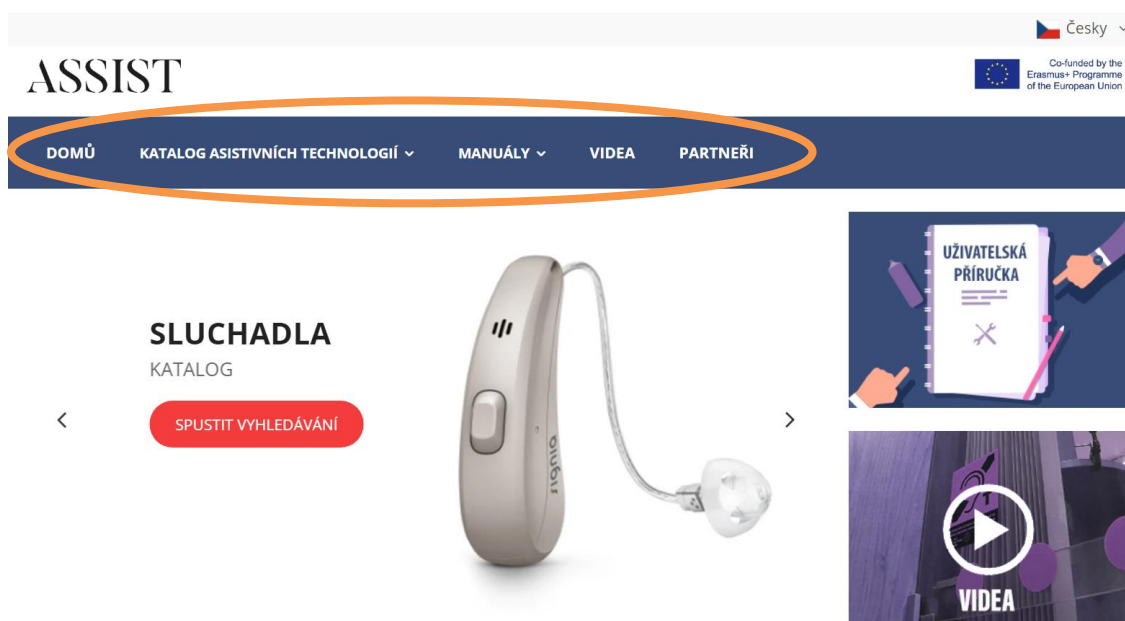 Česky
ASSIST
Co-funded by the
Erasmus+ Programme
of the European Union
DOMŮ KATALOG ASISTIVNÍCH TECHNOLOGIÍ MANUÁLY VIDEA PARTNEŘI
SLUCHADLA
KATALOG
SPUSTIT VYHLEDÁVÁNÍ
signia
UŽIVATELSKÁ
PŘÍRUČKA
T
VIDEA